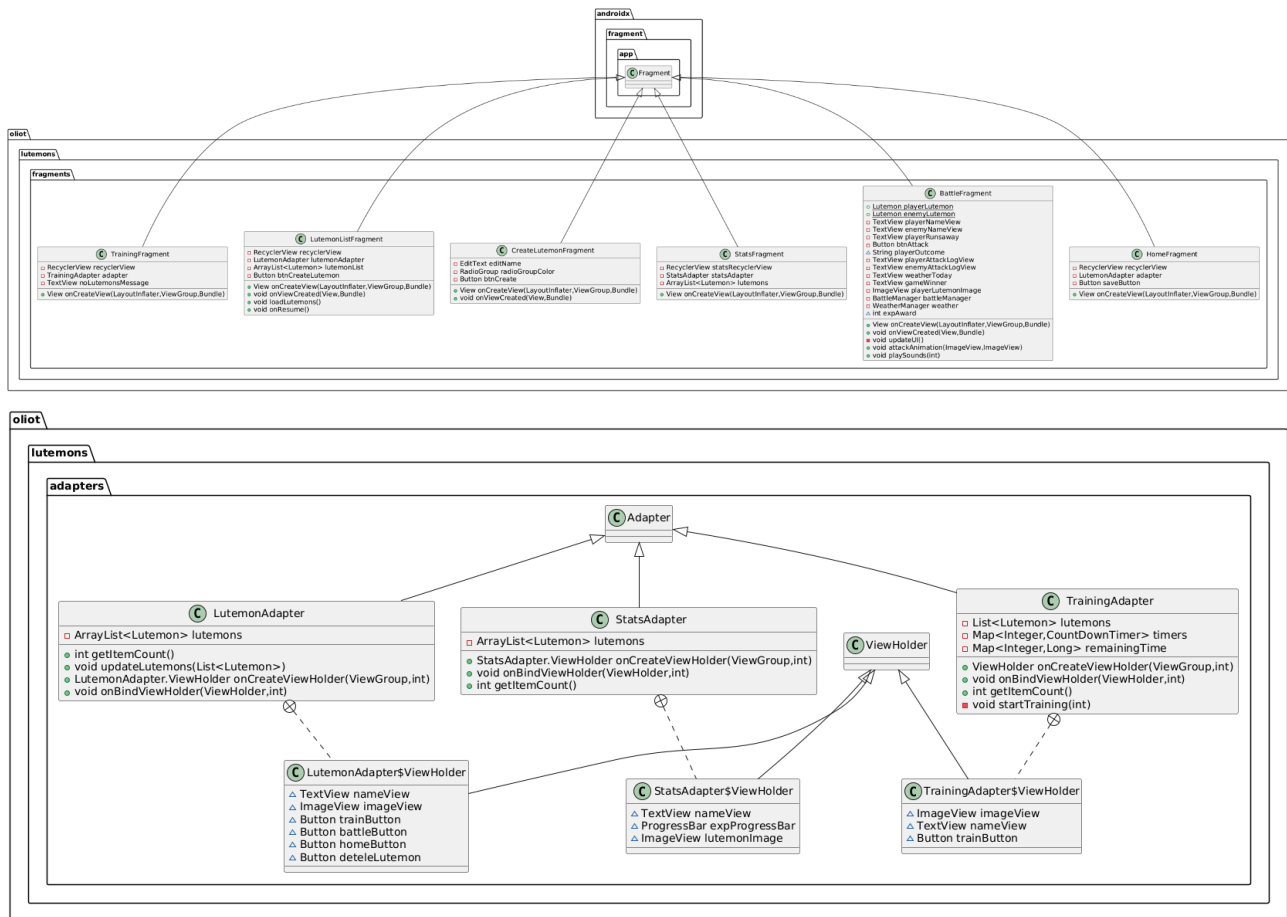 androidx
fragment
app
C Fragment
oliot
lutemons
fragments
C TrainingFragment
RecyclerView recyclerView
TrainingAdapter adapter
TextView noLutemonsMessage
View onCreateView(LayoutInflater,ViewGroup,Bundle)
C LutemonListFragment
RecyclerView recyclerView
LutemonAdapter lutemonAdapter
ArrayList<Lutemon> lutemonList
Button btnCreateLutemon
View onCreateView(LayoutInflater,ViewGroup,Bundle)
void onViewCreated(View,Bundle)
void loadLutemons()
void onResume()
C CreateLutemonFragment
EditText editName
RadioGroup radioGroupColor
Button btnCreate
View onCreateView(LayoutInflater,ViewGroup,Bundle)
void onViewCreated(View,Bundle)
C StatsFragment
RecyclerView statsRecyclerView
StatsAdapter statsAdapter
ArrayList<Lutemon> lutemons
View onCreateView(LayoutInflater,ViewGroup,Bundle)
C BattleFragment
Lutemon playerLutemon
Lutemon enemyLutemon
TextView playerNameView
TextView enemyNameView
TextView playerRunsaway
Button btnAttack
String playerOutcome
TextView playerAttackLogView
TextView enemyAttackLogView
TextView weatherToday
TextView gameWinner
ImageView playerLutemonImage
BattleManager battleManager
WeatherManager weather
int expAward
View onCreateView(LayoutInflater,ViewGroup,Bundle)
void onViewCreated(View,Bundle)
void updateUI()
void attackAnimation(ImageView,ImageView)
void playSounds(int)
C HomeFragment
RecyclerView recyclerView
LutemonAdapter adapter
Button saveButton
View onCreateView(LayoutInflater,ViewGroup,Bundle)
oliot
lutemons
adapters
C Adapter
C LutemonAdapter
ArrayList<Lutemon> lutemons
int getItemCount()
void updateLutemons(List<Lutemon>)
LutemonAdapter.ViewHolder onCreateViewHolder(ViewGroup,int)
void onBindViewHolder(ViewHolder,int)
C StatsAdapter
ArrayList<Lutemon> lutemons
StatsAdapter.ViewHolder onCreateViewHolder(ViewGroup,int)
void onBindViewHolder(ViewHolder,int)
int getItemCount()
C ViewHolder
C TrainingAdapter
List<Lutemon> lutemons
Map<Integer,CountDownTimer> timers
Map<Integer,Long> remainingTime
ViewHolder onCreateViewHolder(ViewGroup,int)
void onBindViewHolder(ViewHolder,int)
int getItemCount()
void startTraining(int)
C LutemonAdapter$ViewHolder
TextView nameView
ImageView imageView
Button trainButton
Button battleButton
Button homeButton
Button deteleLutemon
C StatsAdapter$ViewHolder
TextView nameView
ProgressBar expProgressBar
ImageView lutemonImage
C TrainingAdapter$ViewHolder
ImageView imageView
TextView nameView
Button trainButton